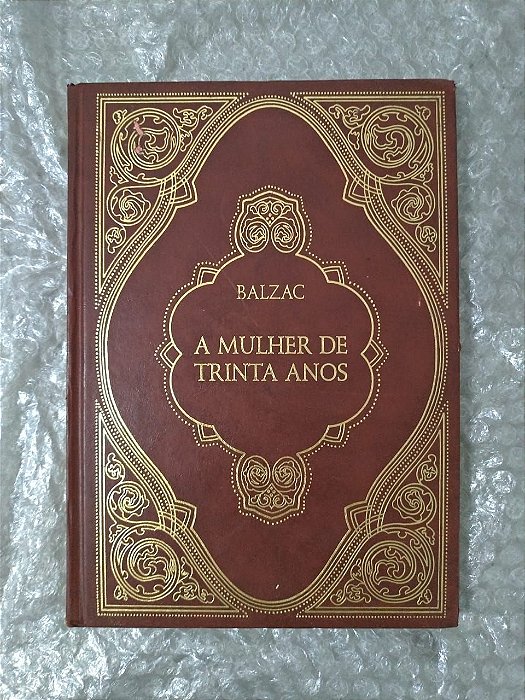 BALZAC
A MULHER DE
TRINTA ANOS